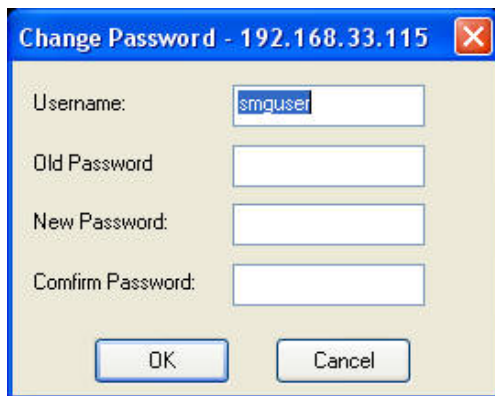 Change Password - 192.168.33.115
Username: smguser
Old Password
New Password:
Comfirm Password:
OK Cancel